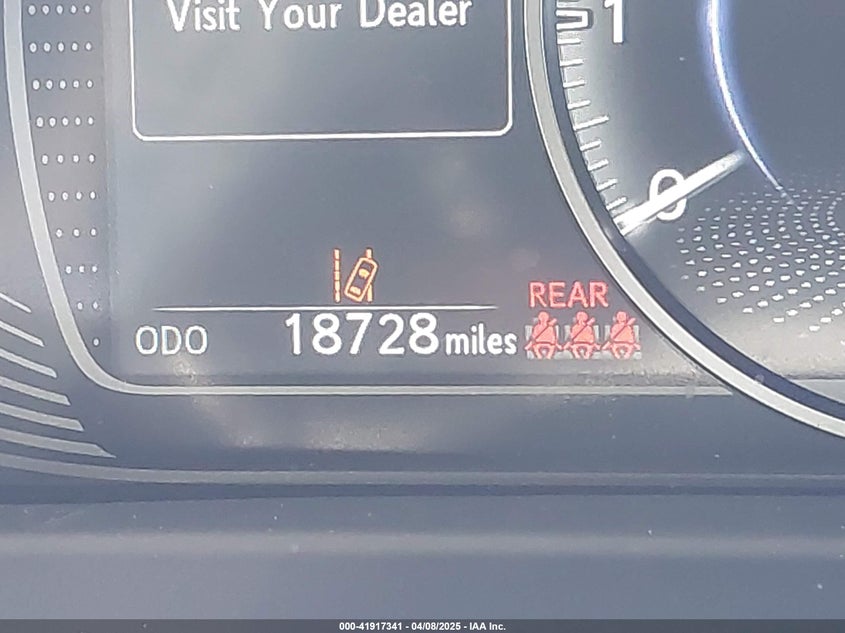 Visit Your Dealer
1
0
REAR
ODO 18728 miles
000-41917341 - 04/08/2025 - IAA Inc.